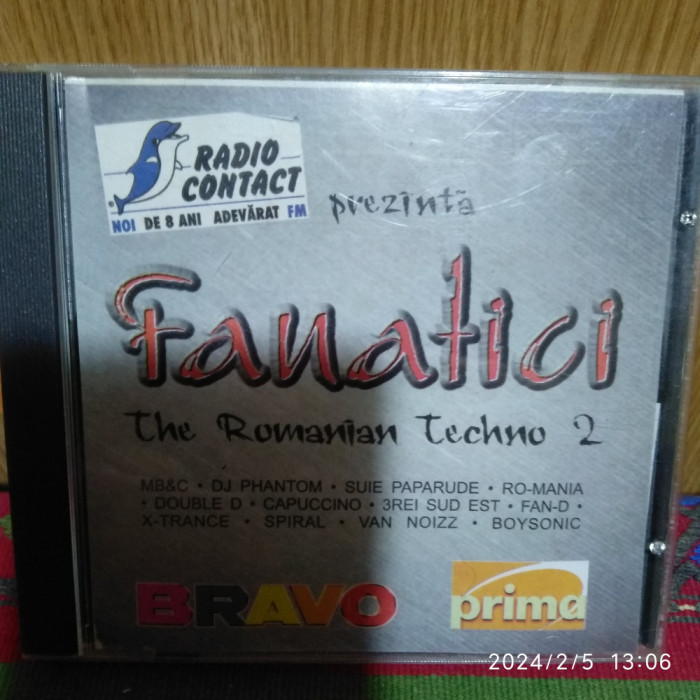 RADIO
CONTACT
NOI DE 8 ANI ADEVĂRAT FM
prezintă
Fanatici
The Romanian Techno 2
MB&C • DJ PHANTOM • SUIE PAPARUDE • RO-MANIA
• DOUBLE D • CAPUCCINO • 3REI SUD EST • FAN-D •
X-TRANCE • SPIRAL • VAN NOIZZ • BOYSONIC
BRAVO
prima
2024/2/5 13:06